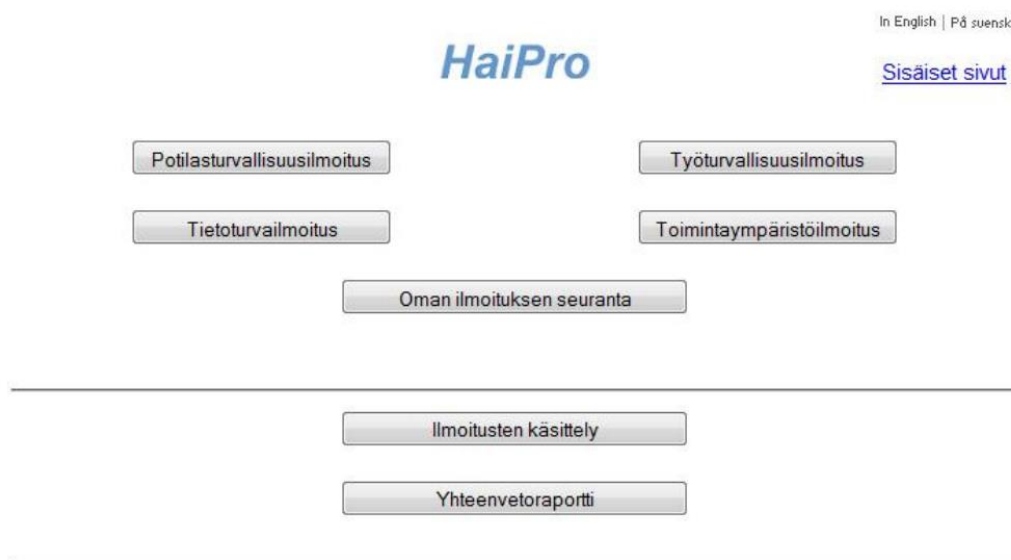 In English | På svensk
HaiPro
Sisäiset sivut
Potilasturvallisuusilmoitus
Työturvallisuusilmoitus
Tietoturvailmoitus
Toimintaympäristöilmoitus
Oman ilmoituksen seuranta
Ilmoitusten käsittely
Yhteenvetoraportti